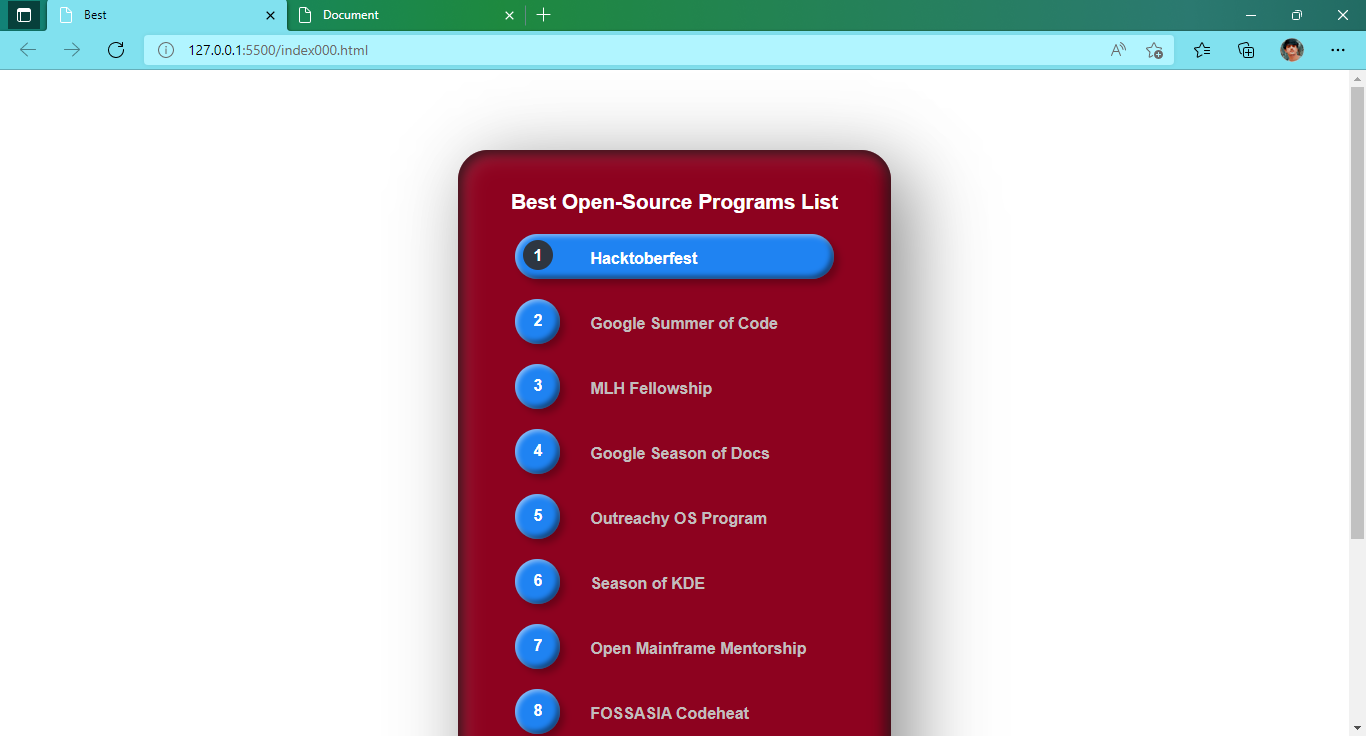 Best
Document
127.0.0.1:5500/index000.html
Best Open-Source Programs List
1 Hacktoberfest
2 Google Summer of Code
3 MLH Fellowship
4 Google Season of Docs
5 Outreachy OS Program
6 Season of KDE
7 Open Mainframe Mentorship
8 FOSSASIA Codeheat